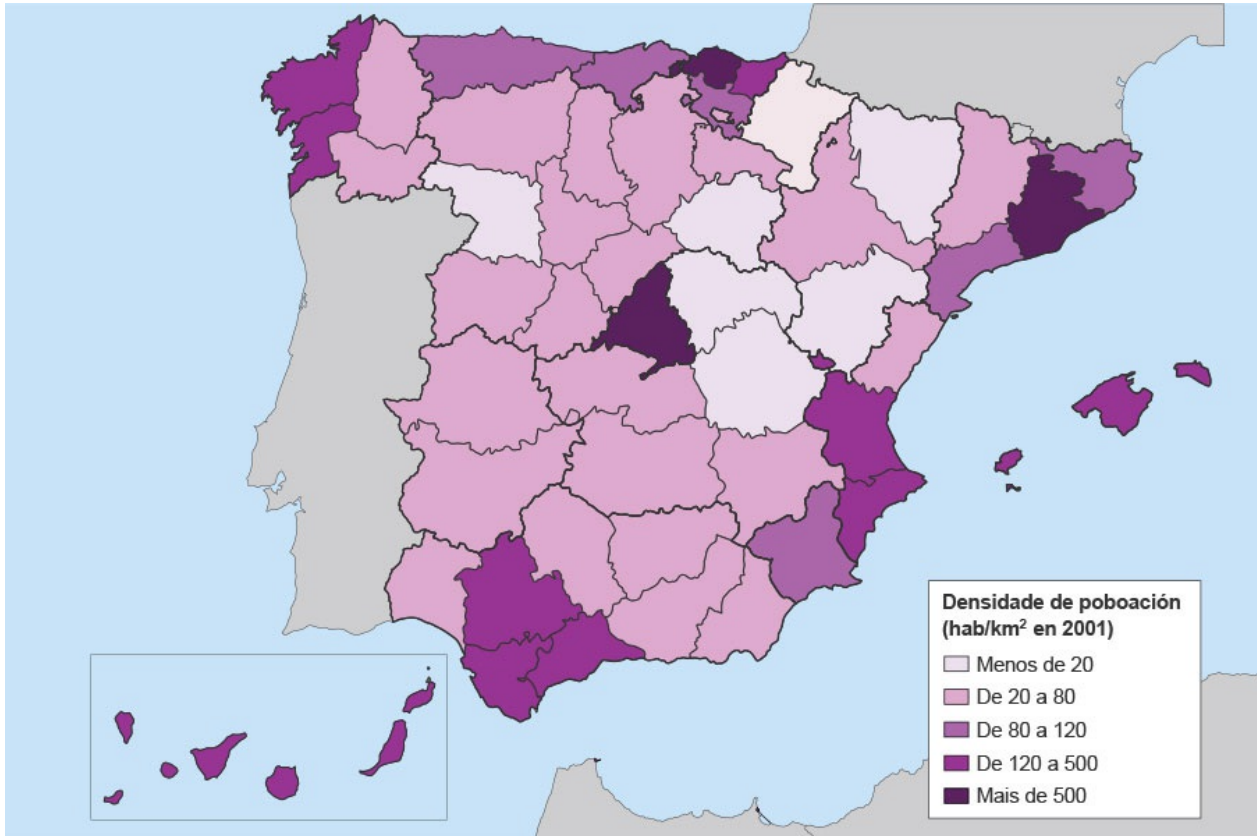 Densidade de poboación
(hab/km² en 2001)
Menos de 20
De 20 a 80
De 80 a 120
De 120 a 500
Mais de 500